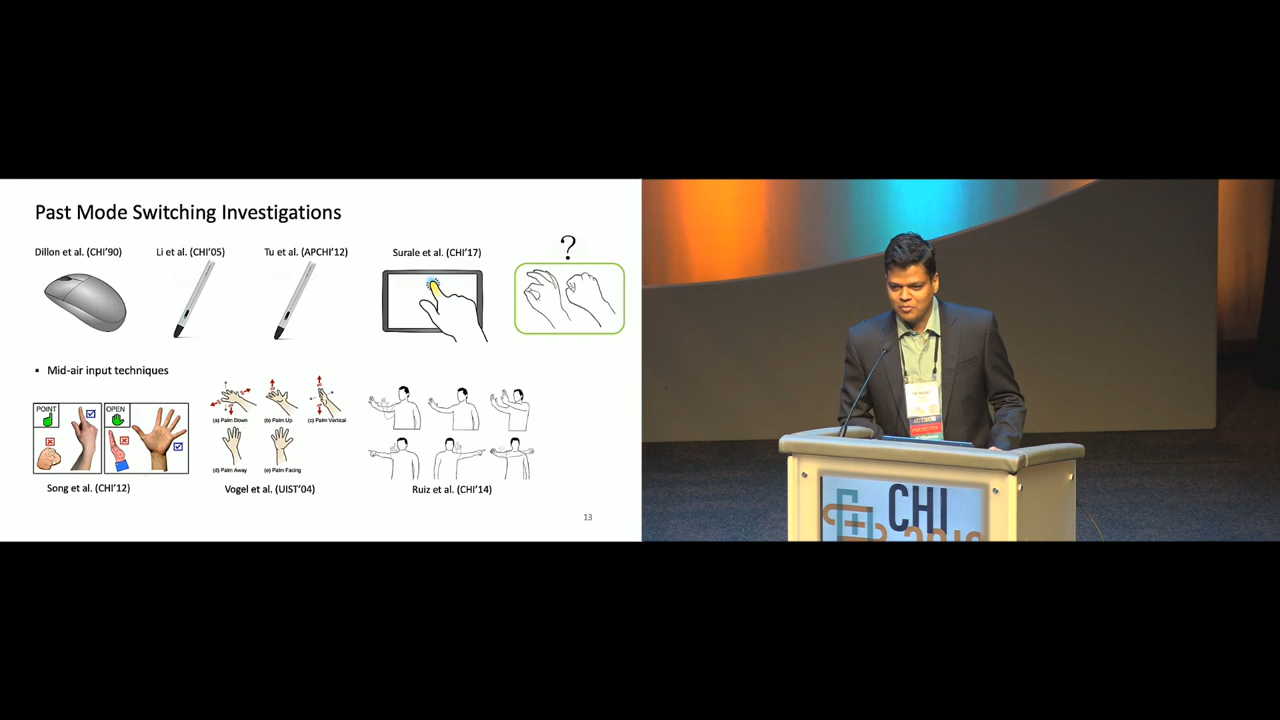 Past Mode Switching Investigations
Dillon et al. (CHI'90)
Li et al. (CHI'05)
Tu et al. (APCHI'12)
Surale et al. (CHI'17)
?
▪ Mid-air input techniques
POINT
OPEN
(a) Palm Down
(b) Palm Up
(c) Palm Vertical
(d) Palm Away
(e) Palm Facing
Song et al. (CHI'12)
Vogel et al. (UIST'04)
Ruiz et al. (CHI'14)
13
AUTHOR
CHI